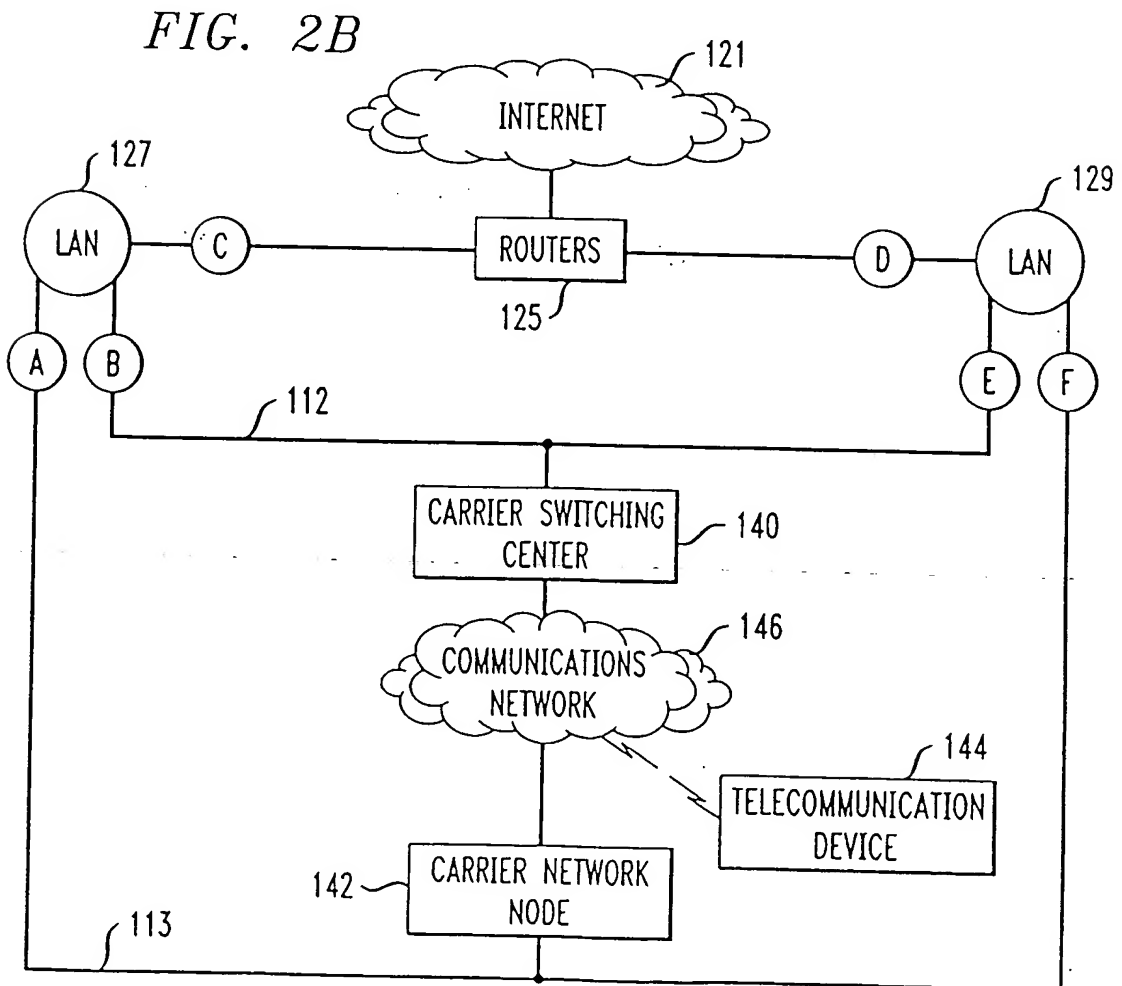 FIG. 2B
121
INTERNET
127
129
LAN
C
ROUTERS
D
LAN
125
A
B
E
F
112
CARRIER SWITCHING
CENTER
140
146
COMMUNICATIONS
NETWORK
144
TELECOMMUNICATION
DEVICE
142
CARRIER NETWORK
NODE
113